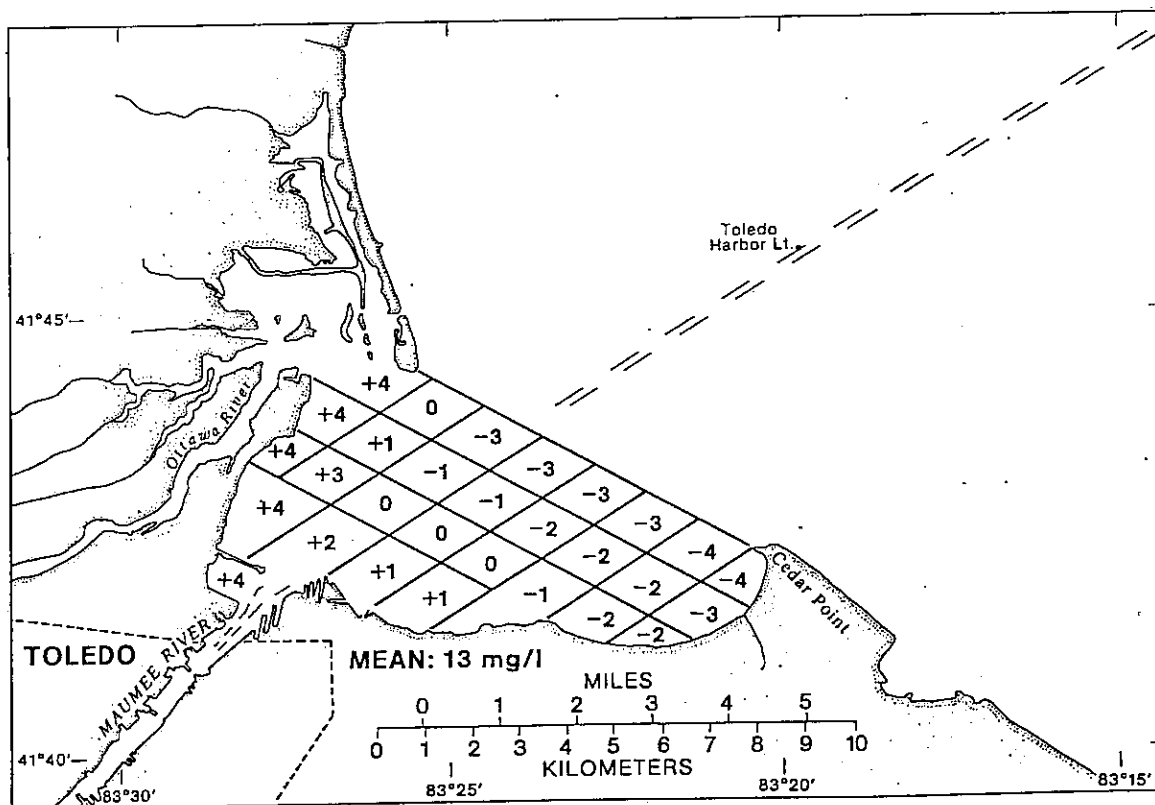 Toledo
Harbor Lt.
41°45'
Ottawa River
+4
+4 0
+4 +1 -3
+3 -1 -3
+4 0 -1 -3
+2 0 -2 -3
+4 +1 0 -2 -4
+1 -1 -2 -4
-2 -3
-2
Cedar Point
MAUMEE RIVER
TOLEDO
MEAN: 13 mg/l
MILES
0 1 2 3 4 5
0 1 2 3 4 5 6 7 8 9 10
KILOMETERS
41°40'
83°30' 83°25' 83°20' 83°15'